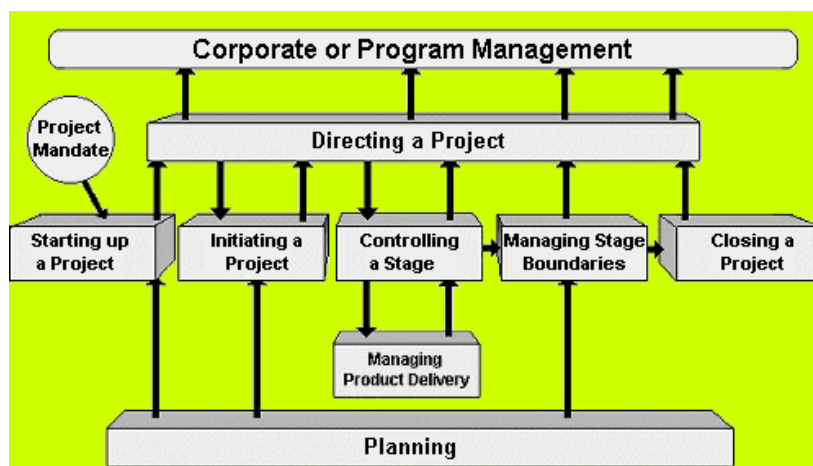 Corporate or Program Management
Project
Mandate
Directing a Project
Starting up
a Project
Initiating a
Project
Controlling
a Stage
Managing Stage
Boundaries
Closing a
Project
Managing
Product Delivery
Planning